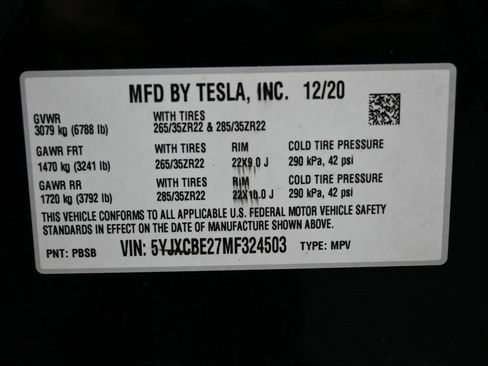 MFD BY TESLA, INC. 12/20
GVWR WITH TIRES
3079 kg (6788 lb) 265/35ZR22 & 285/35ZR22
GAWR FRT WITH TIRES RIM COLD TIRE PRESSURE
1470 kg (3241 lb) 265/35ZR22 22X9.0 J 290 kPa, 42 psi
GAWR RR WITH TIRES RIM COLD TIRE PRESSURE
1720 kg (3792 lb) 285/35ZR22 22X10.0 J 290 kPa, 42 psi
THIS VEHICLE CONFORMS TO ALL APPLICABLE U.S. FEDERAL MOTOR VEHICLE SAFETY
STANDARDS IN EFFECT ON THE DATE OF MANUFACTURE SHOWN ABOVE.
PNT: PBSB VIN: 5YJXCBE27MF324503 TYPE: MPV